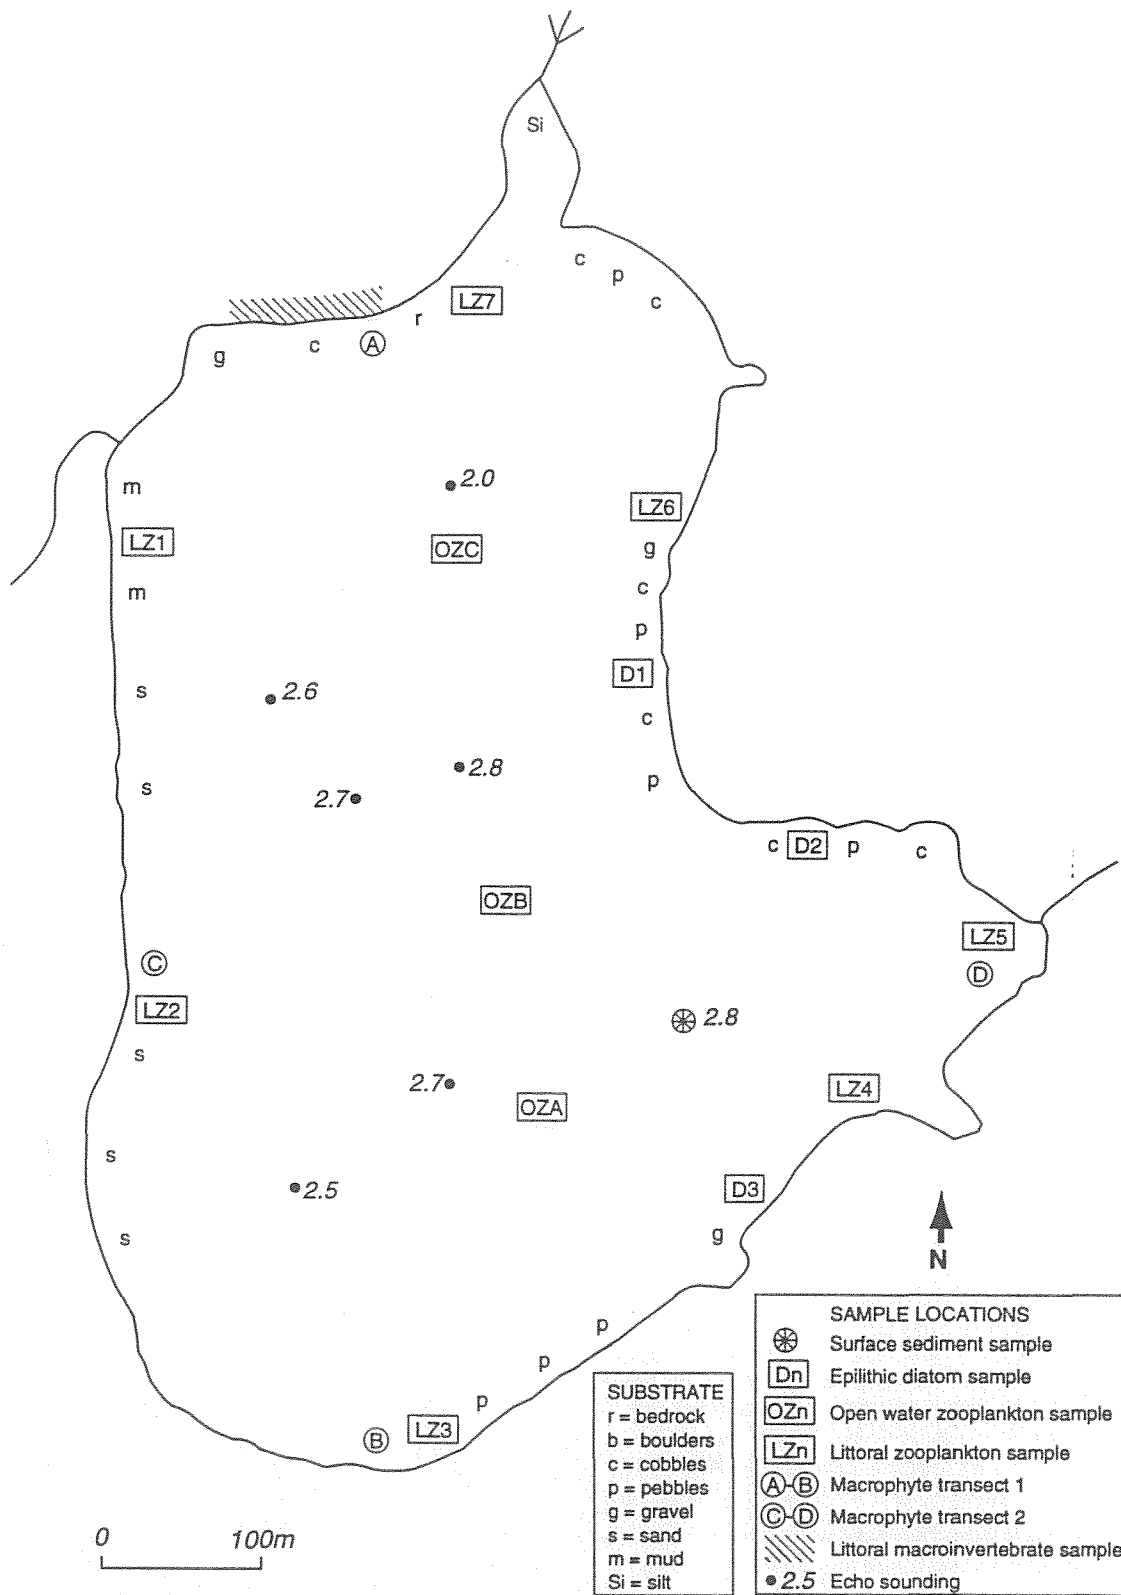 Si
c
p
c
LZ7
r
g
c
A
m
2.0
LZ6
LZ1
OZC
g
m
c
p
D1
s
2.6
c
2.8
s
2.7
p
c
D2
p
c
OZB
LZ5
C
D
LZ2
2.8
s
2.7
LZ4
OZA
s
2.5
D3
s
g
N
p
p
p
LZ3
B
0 100m
SUBSTRATE
r = bedrock
b = boulders
c = cobbles
p = pebbles
g = gravel
s = sand
m = mud
Si = silt
SAMPLE LOCATIONS
Surface sediment sample
Dn Epilithic diatom sample
OZn Open water zooplankton sample
LZn Littoral zooplankton sample
A-B Macrophyte transect 1
C-D Macrophyte transect 2
Littoral macroinvertebrate sample
2.5 Echo sounding